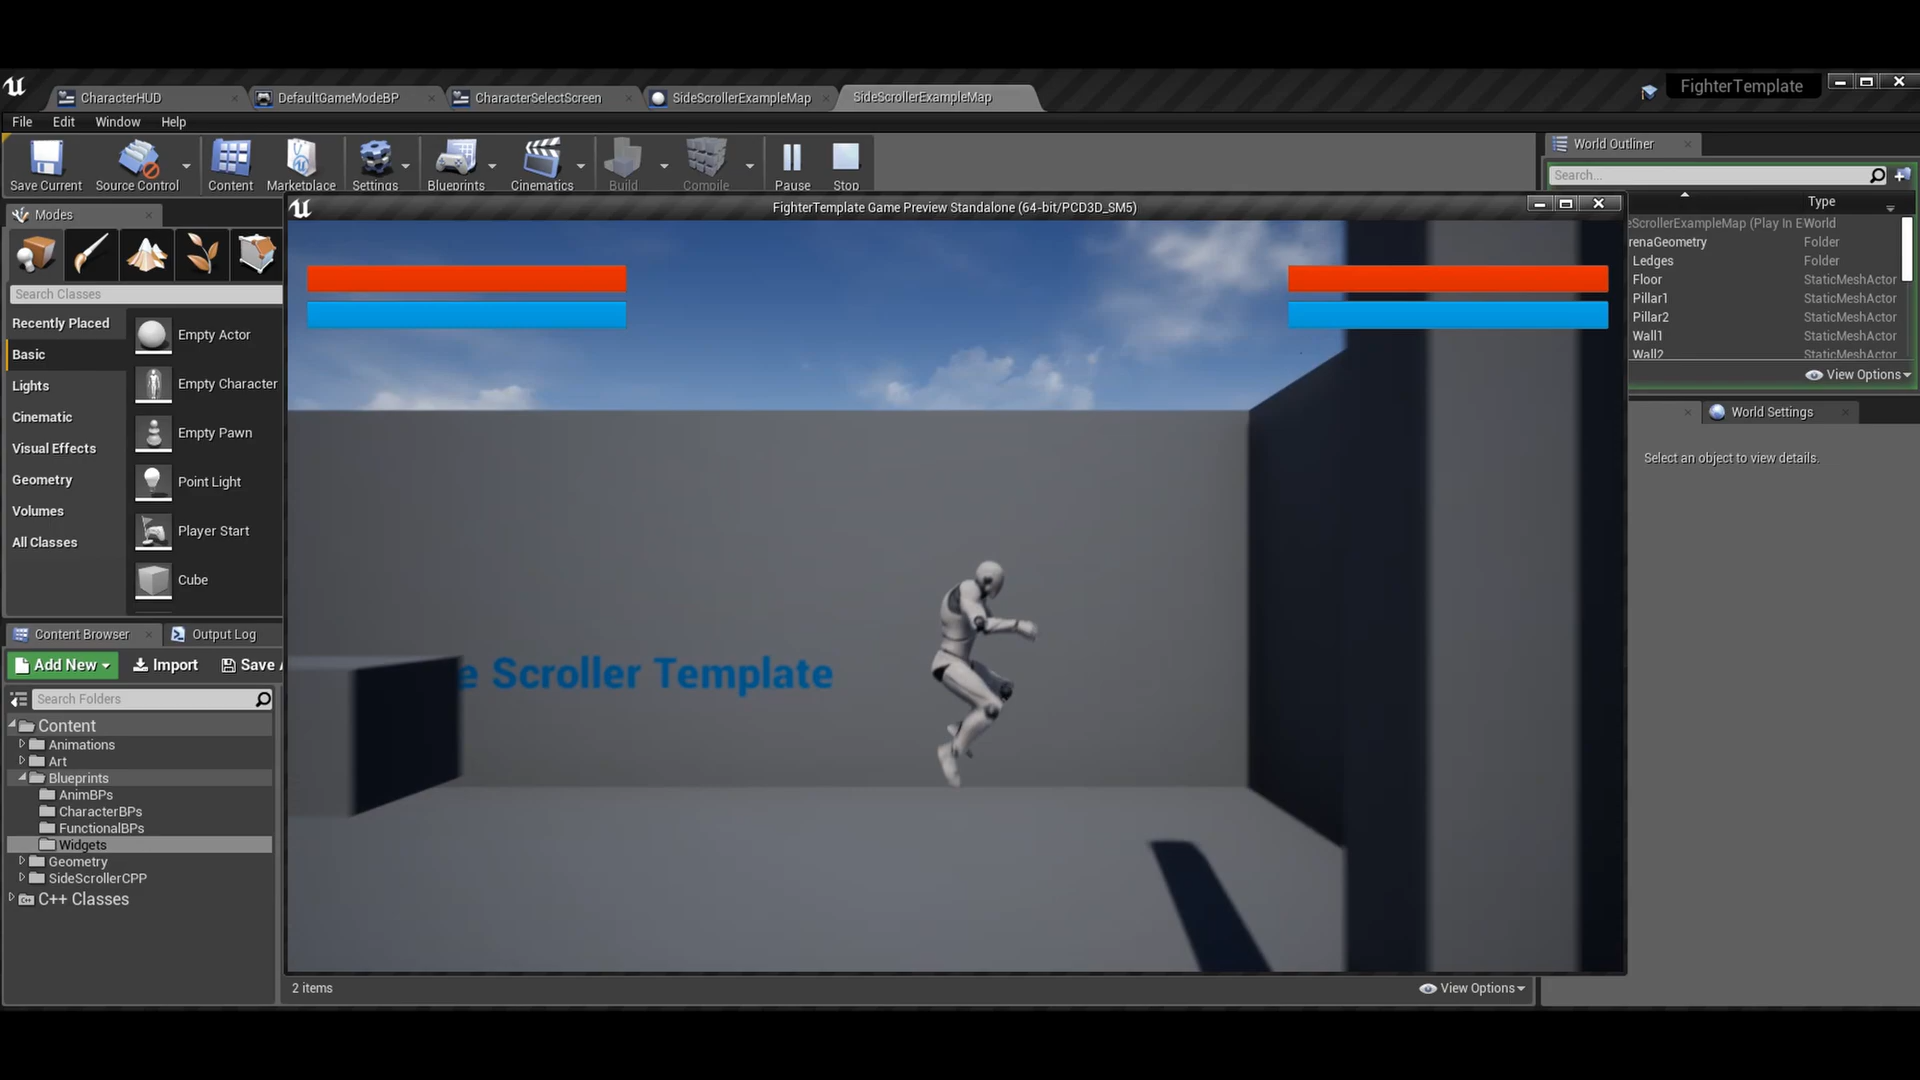 CharacterHUD
DefaultGameModeBP
CharacterSelectScreen
SideScrollerExampleMap
SideScrollerExampleMap
FighterTemplate
File Edit Window Help
Save Current
Source Control
Content
Marketplace
Settings
Blueprints
Cinematics
Build
Compile
Pause
Stop
World Outliner
Search...
Type
eScrollerExampleMap (Play In E World
renaGeometry Folder
Ledges Folder
Floor StaticMeshActor
Pillar1 StaticMeshActor
Pillar2 StaticMeshActor
Wall1 StaticMeshActor
Wall2 StaticMeshActor
View Options
World Settings
Select an object to view details.
Modes
Search Classes
Recently Placed
Basic
Lights
Cinematic
Visual Effects
Geometry
Volumes
All Classes
Empty Actor
Empty Character
Empty Pawn
Point Light
Player Start
Cube
FighterTemplate Game Preview Standalone (64-bit/PCD3D_SM5)
e Scroller Template
Content Browser
Output Log
Add New
Import
Save
Search Folders
Content
Animations
Art
Blueprints
AnimBPs
CharacterBPs
FunctionalBPs
Widgets
Geometry
SideScrollerCPP
C++ Classes
2 items
View Options